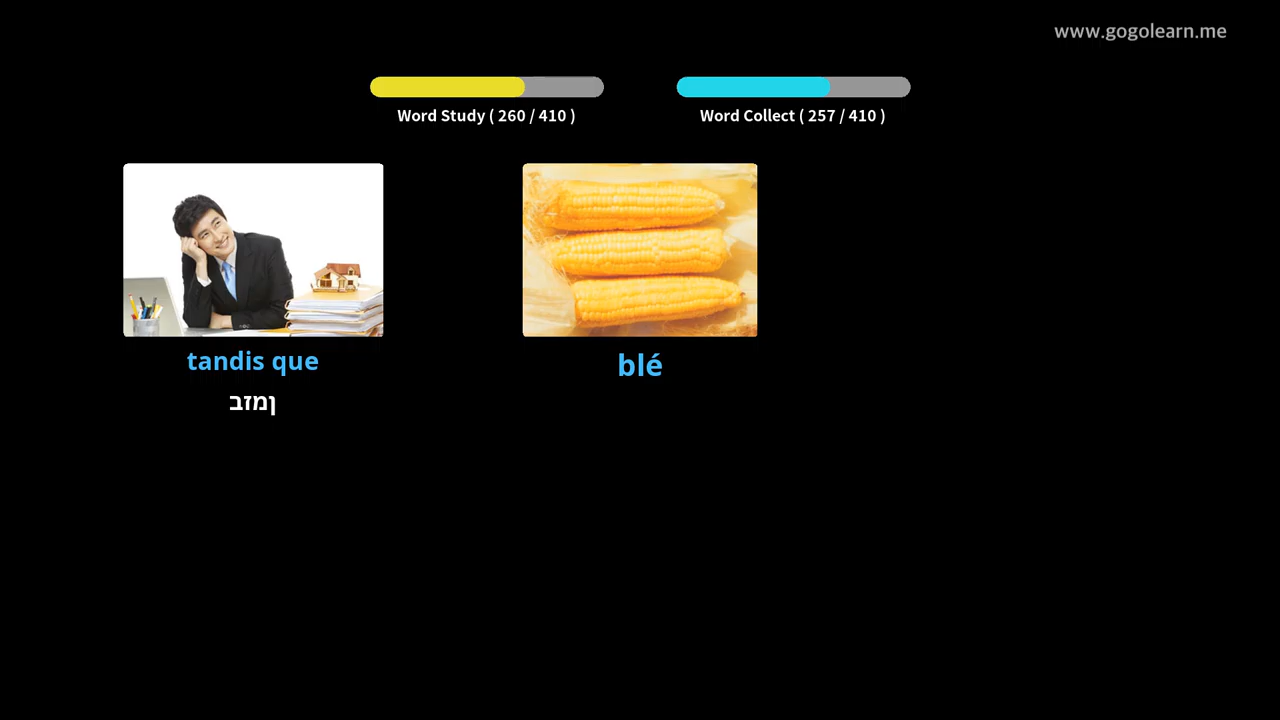 www.gogolearn.me
Word Study ( 260 / 410 )
Word Collect ( 257 / 410 )
tandis que
בזמן
blé